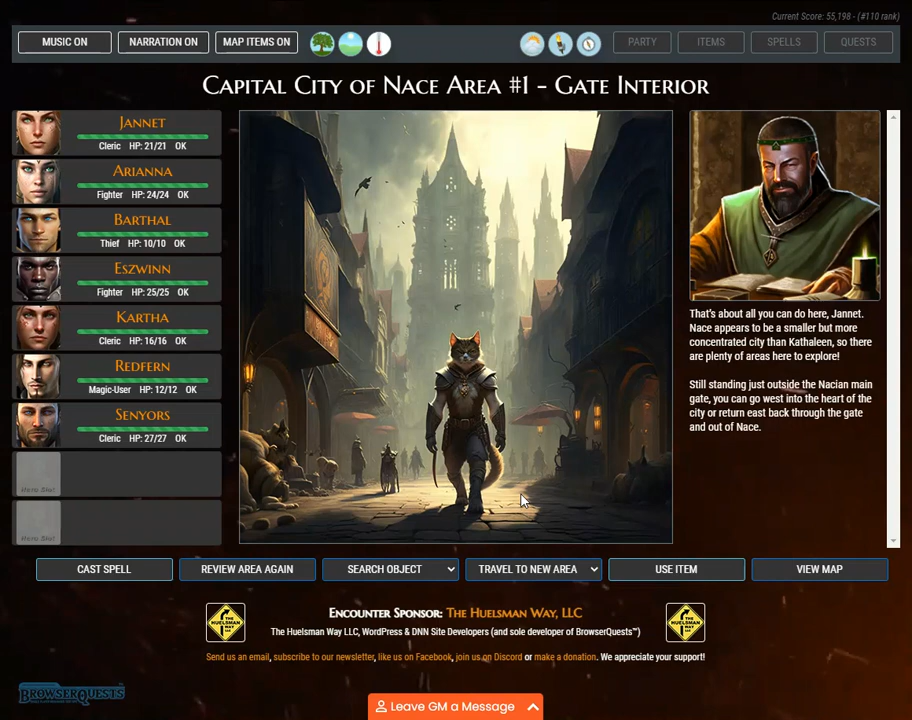 Current Score: 55,198 - (#110 rank)
MUSIC ON
NARRATION ON
MAP ITEMS ON
PARTY
ITEMS
SPELLS
QUESTS
Capital City of Nace Area #1 - Gate Interior
Jannet
Cleric HP: 21/21 OK
Arianna
Fighter HP: 24/24 OK
Barthal
Thief HP: 10/10 OK
Eszwinn
Fighter HP: 25/25 OK
Kartha
Cleric HP: 16/16 OK
Redfern
Magic-User HP: 12/12 OK
Senyors
Cleric HP: 27/27 OK
Hero Slot
Hero Slot
That's about all you can do here, Jannet.
Nace appears to be a smaller but more
concentrated city than Kathaleen, so there
are plenty of areas here to explore!
Still standing just outside the Nacian main
gate, you can go west into the heart of the
city or return east back through the gate
and out of Nace.
CAST SPELL
REVIEW AREA AGAIN
SEARCH OBJECT
TRAVEL TO NEW AREA
USE ITEM
VIEW MAP
Encounter Sponsor: The Huelsman Way, LLC
The Huelsman Way LLC, WordPress & DNN Site Developers (and sole developer of BrowserQuests™)
Send us an email, subscribe to our newsletter, like us on Facebook, join us on Discord or make a donation. We appreciate your support!
BrowserQuests
Leave GM a Message